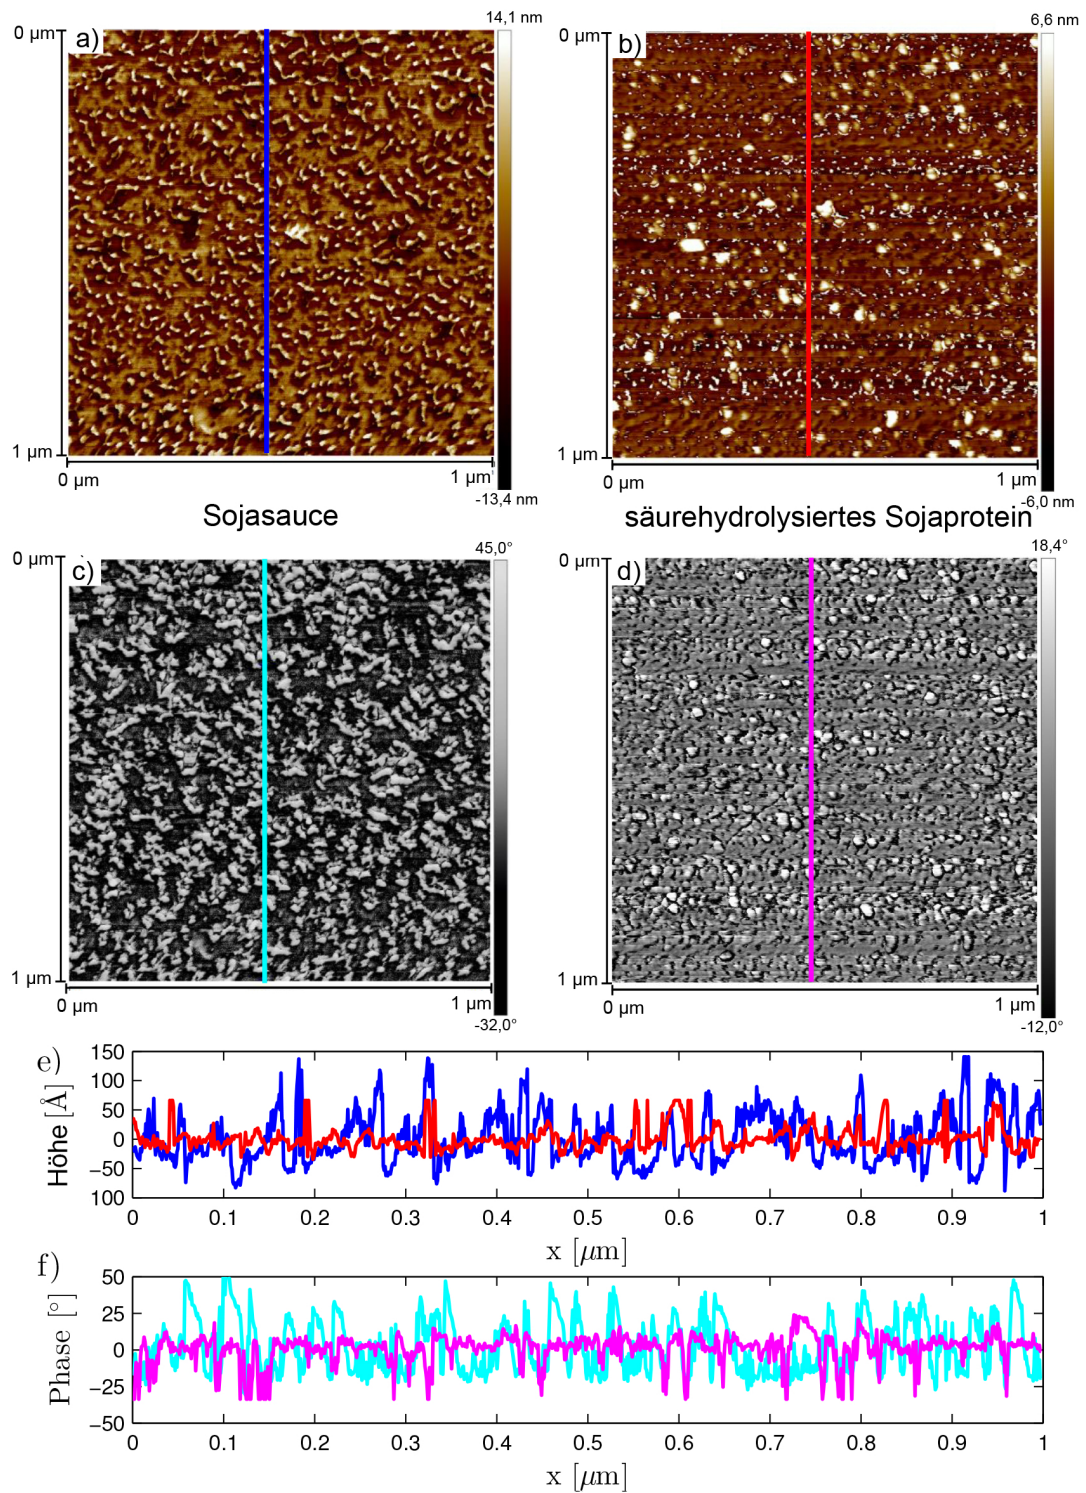 0 µm
a)
14,1 nm
0 µm
b)
6,6 nm
1 µm
0 µm
1 µm
-13,4 nm
1 µm
0 µm
1 µm
-6,0 nm
Sojasauce
säurehydrolysiertes Sojaprotein
0 µm
c)
45,0°
0 µm
d)
18,4°
1 µm
0 µm
1 µm
-32,0°
1 µm
0 µm
1 µm
-12,0°
e)
Höhe [Å]
150
100
50
0
−50
100
0 0.1 0.2 0.3 0.4 0.5 0.6 0.7 0.8 0.9 1
x [µm]
f)
Phase [°]
50
25
0
−25
−50
0 0.1 0.2 0.3 0.4 0.5 0.6 0.7 0.8 0.9 1
x [µm]